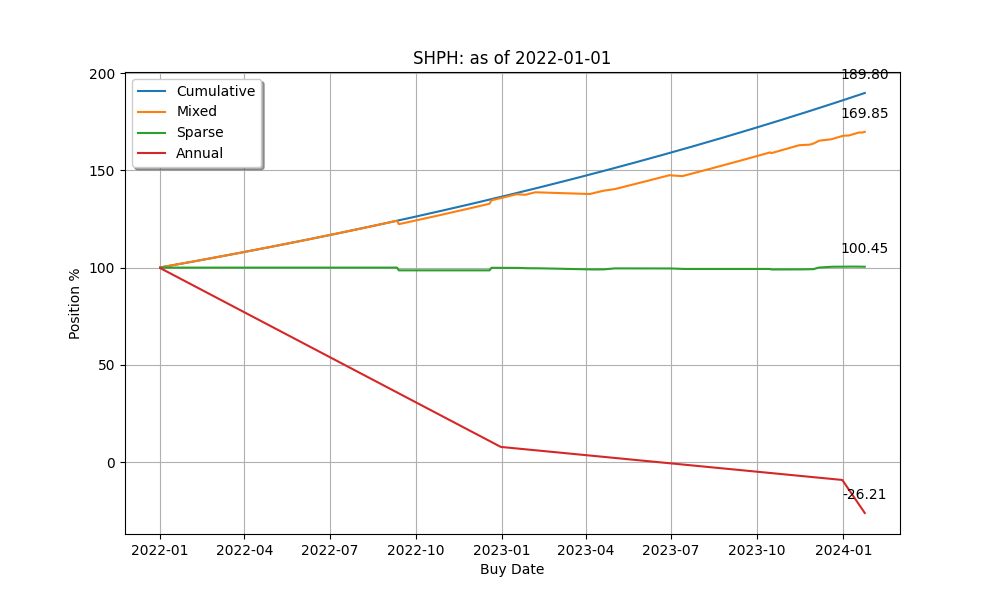 SHPH: as of 2022-01-01
200
150
100
50
0
Position %
Cumulative
Mixed
Sparse
Annual
189.80
169.85
100.45
-26.21
2022-01 2022-04 2022-07 2022-10 2023-01 2023-04 2023-07 2023-10 2024-01
Buy Date